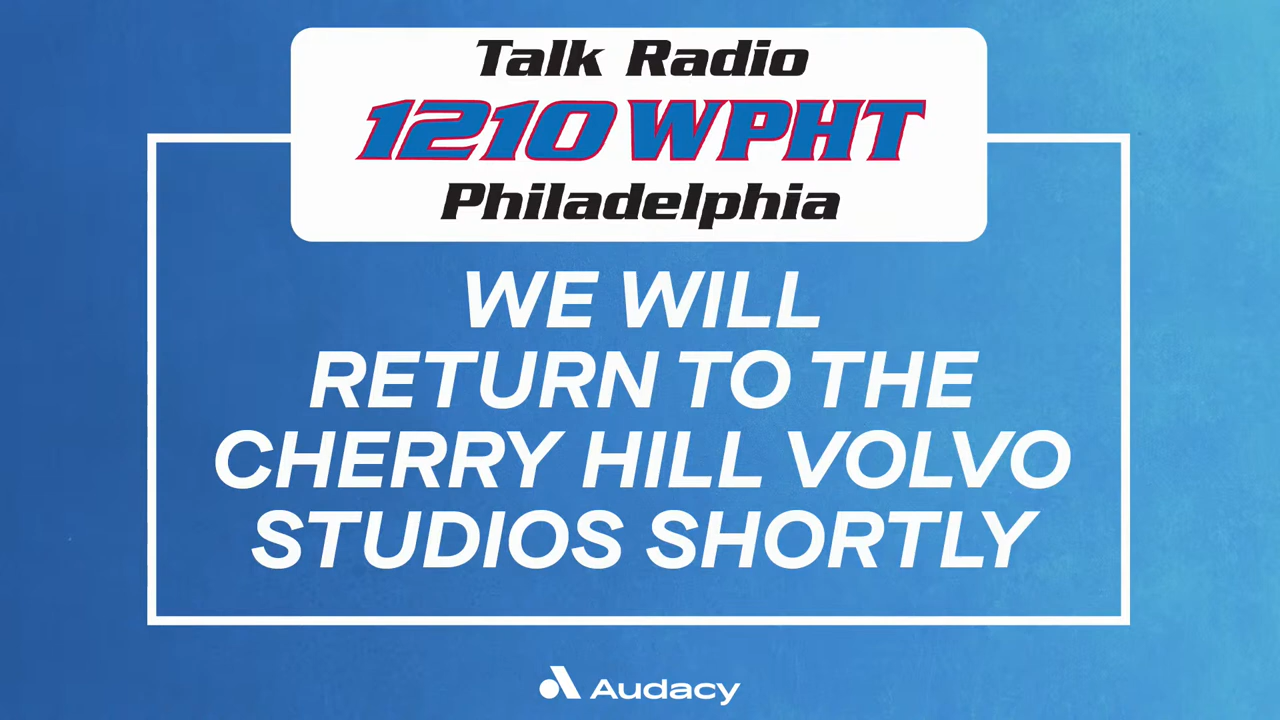 Talk Radio
1210 WPHT
Philadelphia
WE WILL
RETURN TO THE
CHERRY HILL VOLVO
STUDIOS SHORTLY
Audacy